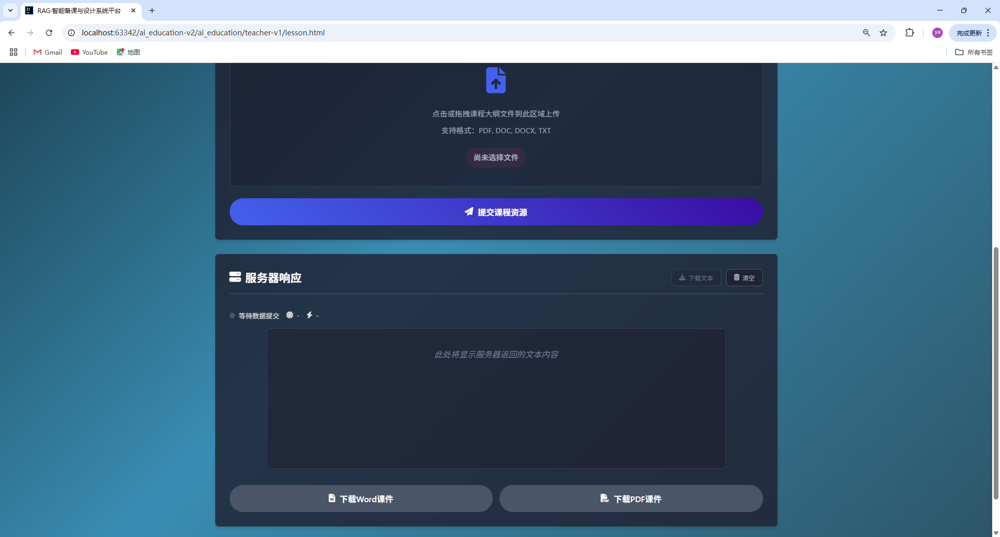 RAG·智能备课与设计系统平台
localhost:63342/ai_education-v2/ai_education/teacher-v1/lesson.html
ya
完成更新
Gmail
YouTube
地图
所有书签
点击或拖拽课程大纲文件到此区域上传
支持格式：PDF, DOC, DOCX, TXT
尚未选择文件
提交课程资源
服务器响应
下载文本
清空
等待数据提交 - -
此处将显示服务器返回的文本内容
下载Word课件
下载PDF课件